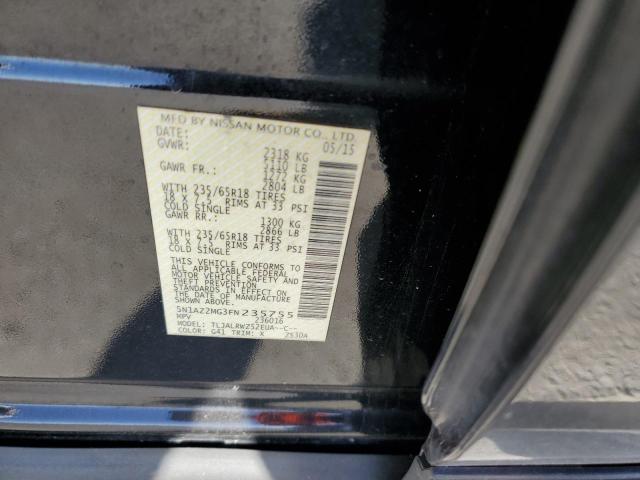 MFD BY NISSAN MOTOR CO., LTD.
DATE: 05/15
GVWR: 2318 KG
5110 LB
GAWR FR.: 1272 KG
2804 LB
WITH 235/65R18 TIRES
18 X 7.5 RIMS AT 33 PSI
COLD SINGLE
GAWR RR.: 1300 KG
2866 LB
WITH 235/65R18 TIRES
18 X 7.5 RIMS AT 33 PSI
COLD SINGLE
THIS VEHICLE CONFORMS TO
ALL APPLICABLE FEDERAL
MOTOR VEHICLE SAFETY AND
THEFT PREVENTION
STANDARDS IN EFFECT ON
THE DATE OF MANUFACTURE
SHOWN ABOVE.
5N1AZ2MG3FN235755
MPV 236016
MODEL: TLJALRWZ52EUA--C--
COLOR: G41 TRIM: X 2530A